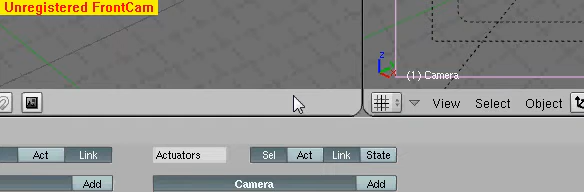 Unregistered FrontCam
(1) Camera
View Select Object
Act Link Actuators Sel Act Link State
Add Camera Add